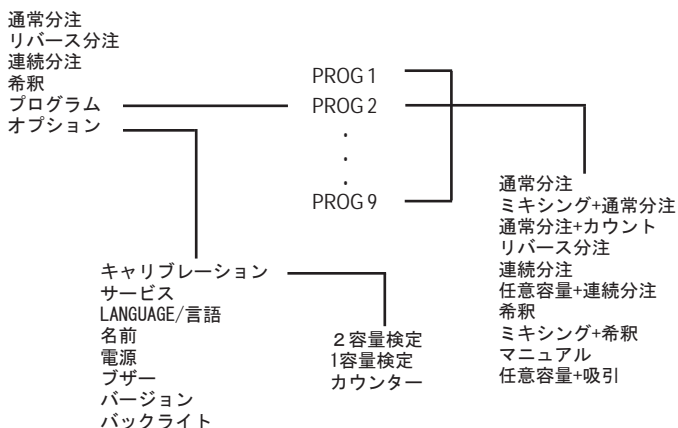 通常分注
リバース分注
連続分注
希釈
プログラム
オプション
PROG 1
PROG 2
.
.
.
PROG 9
通常分注
ミキシング+通常分注
通常分注+カウント
リバース分注
連続分注
任意容量+連続分注
希釈
ミキシング+希釈
マニュアル
任意容量+吸引
キャリブレーション
サービス
LANGUAGE/言語
名前
電源
ブザー
バージョン
バックライト
２容量検定
1容量検定
カウンター